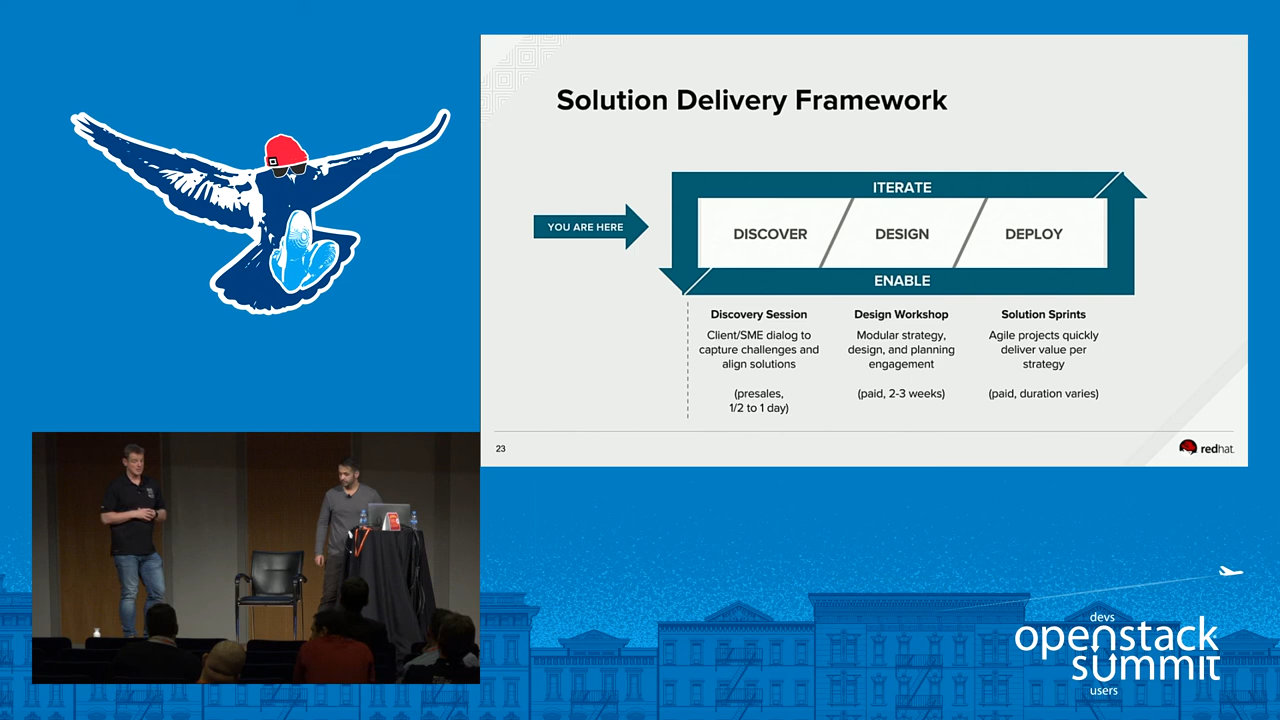 Solution Delivery Framework
ITERATE
YOU ARE HERE
DISCOVER
DESIGN
DEPLOY
ENABLE
Discovery Session
Client/SME dialog to
capture challenges and
align solutions
(presales,
1/2 to 1 day)
Design Workshop
Modular strategy,
design, and planning
engagement
(paid, 2-3 weeks)
Solution Sprints
Agile projects quickly
deliver value per
strategy
(paid, duration varies)
23
redhat.
devs
openstack
summit
users